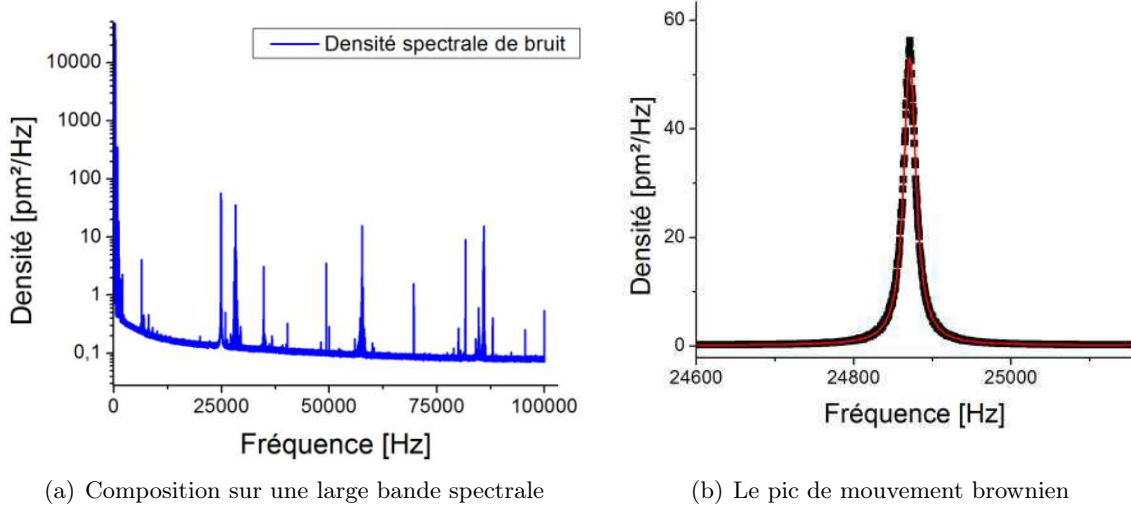 Densité spectrale de bruit
Densité [pm²/Hz]
10000
1000
100
10
1
0,1
0
25000
50000
75000
100000
Fréquence [Hz]
(a) Composition sur une large bande spectrale
Densité [pm²/Hz]
60
40
20
0
24600
24800
25000
Fréquence [Hz]
(b) Le pic de mouvement brownien